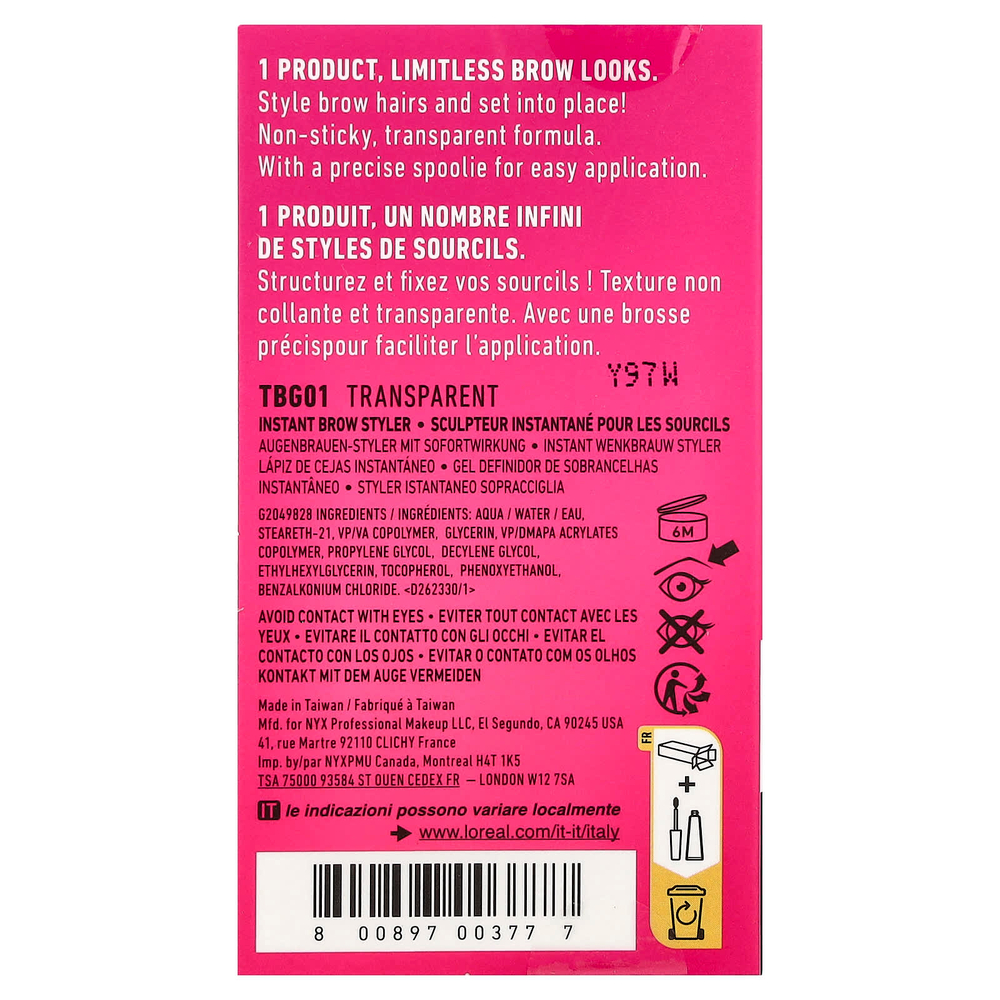 1 PRODUCT, LIMITLESS BROW LOOKS.
Style brow hairs and set into place!
Non-sticky, transparent formula.
With a precise spoolie for easy application.
1 PRODUIT, UN NOMBRE INFINI
DE STYLES DE SOURCILS.
Structurez et fixez vos sourcils ! Texture non
collante et transparente. Avec une brosse
précispour faciliter l'application.
Y97W
TBG01 TRANSPARENT
INSTANT BROW STYLER • SCULPTEUR INSTANTANÉ POUR LES SOURCILS
AUGENBRAUEN-STYLER MIT SOFORTWIRKUNG • INSTANT WENKBRAUW STYLER
LÁPIZ DE CEJAS INSTANTÁNEO • GEL DEFINIDOR DE SOBRANCELHAS
INSTANTÂNEO • STYLER ISTANTANEO SOPRACCIGLIA
G2049828 INGREDIENTS / INGRÉDIENTS: AQUA / WATER / EAU,
STEARETH-21, VP/VA COPOLYMER, GLYCERIN, VP/DMAPA ACRYLATES
COPOLYMER, PROPYLENE GLYCOL, DECYLENE GLYCOL,
ETHYLHEXYLGLYCERIN, TOCOPHEROL, PHENOXYETHANOL,
BENZALKONIUM CHLORIDE. <D262330/1>
6M
AVOID CONTACT WITH EYES • EVITER TOUT CONTACT AVEC LES
YEUX • EVITARE IL CONTATTO CON GLI OCCHI • EVITAR EL
CONTACTO CON LOS OJOS • EVITAR O CONTATO COM OS OLHOS
KONTAKT MIT DEM AUGE VERMEIDEN
Made in Taiwan / Fabriqué à Taiwan
Mfd. for NYX Professional Makeup LLC, El Segundo, CA 90245 USA
41, rue Martre 92110 CLICHY France
Imp. by/par NYXPMU Canada, Montreal H4T 1K5
TSA 75000 93584 ST OUEN CEDEX FR — LONDON W12 7SA
FR
IT le indicazioni possono variare localmente
www.loreal.com/it-it/italy
8 00897 00377 7